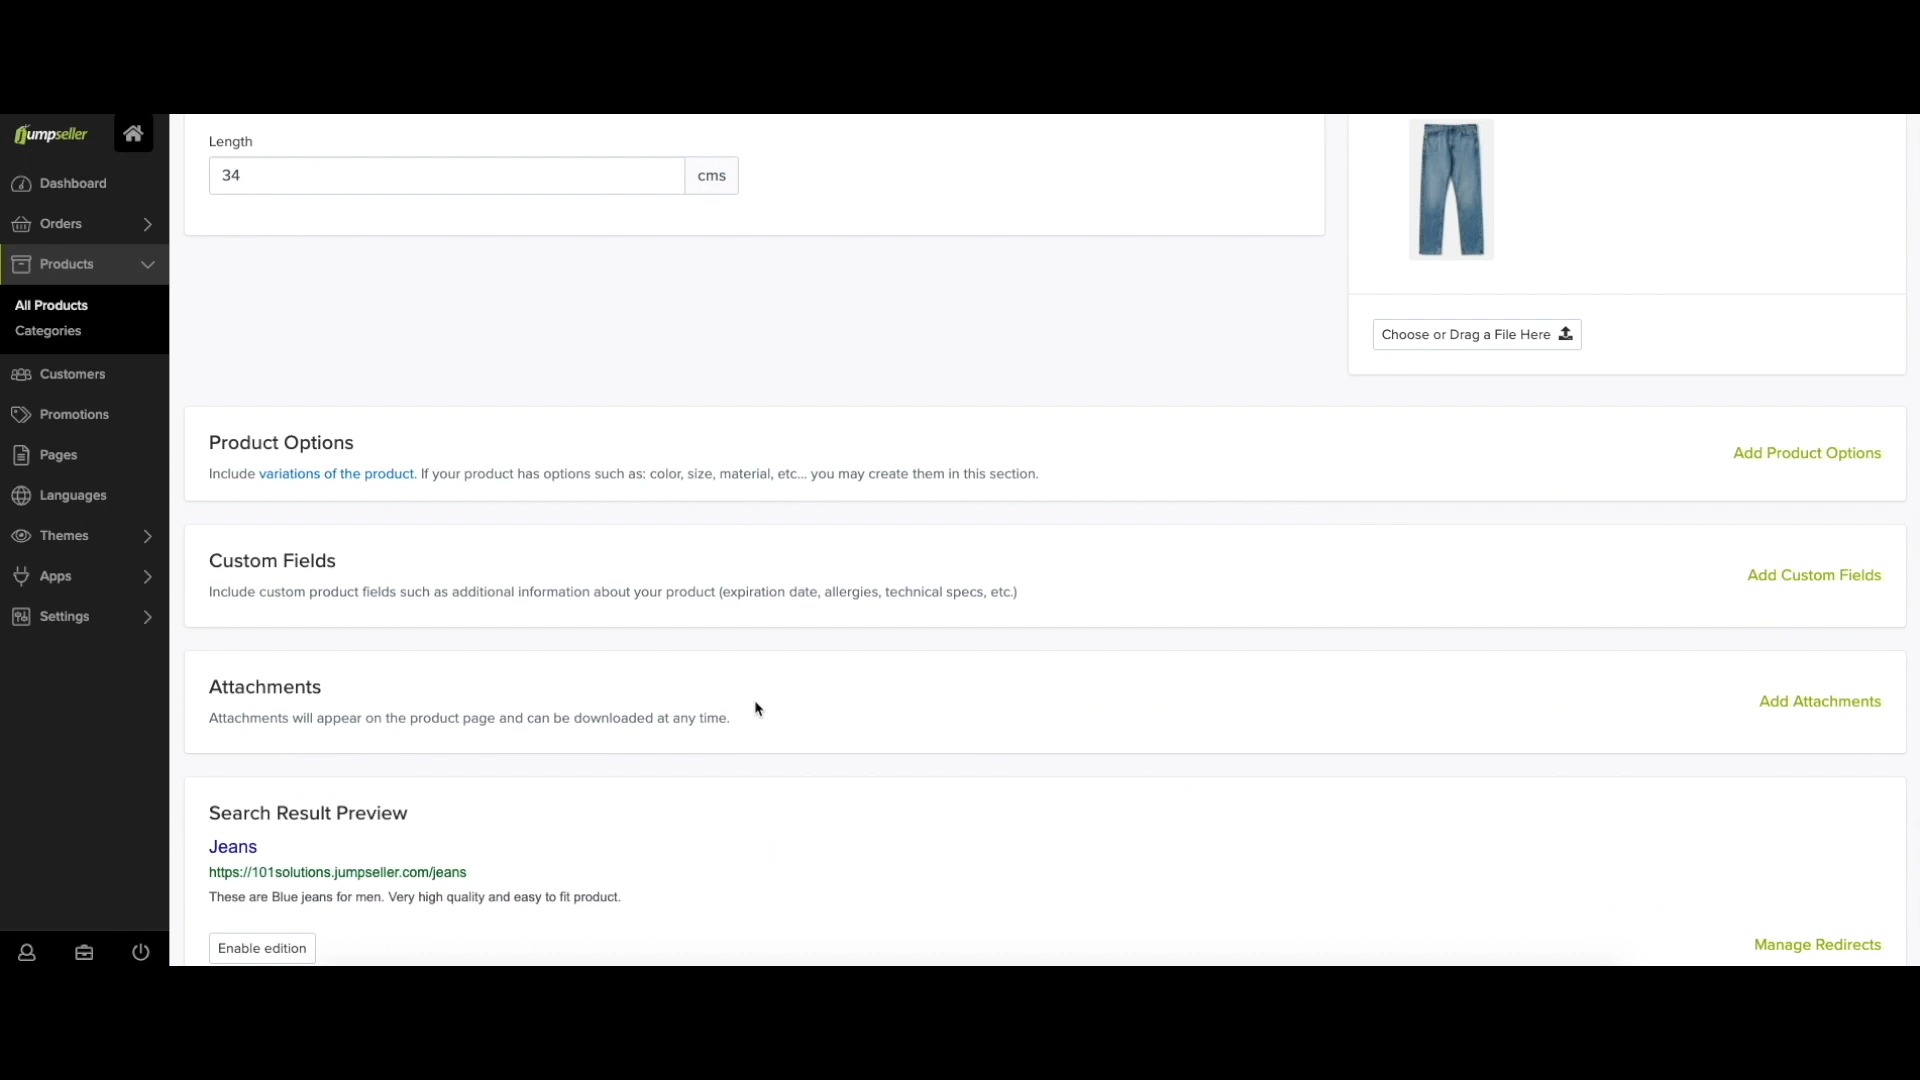 jumpseller
Dashboard
Orders
Products
All Products
Categories
Customers
Promotions
Pages
Languages
Themes
Apps
Settings
Length
34 cms
Choose or Drag a File Here
Product Options
Include variations of the product. If your product has options such as: color, size, material, etc... you may create them in this section.
Add Product Options
Custom Fields
Include custom product fields such as additional information about your product (expiration date, allergies, technical specs, etc.)
Add Custom Fields
Attachments
Attachments will appear on the product page and can be downloaded at any time.
Add Attachments
Search Result Preview
Jeans
https://101solutions.jumpseller.com/jeans
These are Blue jeans for men. Very high quality and easy to fit product.
Enable edition
Manage Redirects